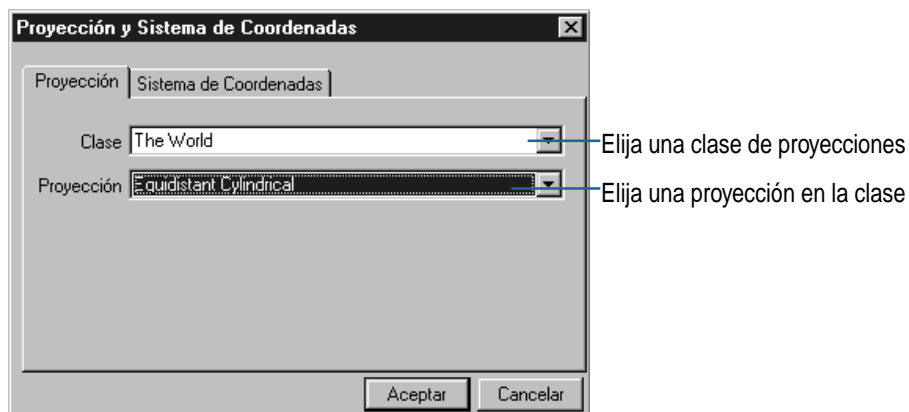 Proyección y Sistema de Coordenadas
Proyección Sistema de Coordenadas
Clase The World
Elija una clase de proyecciones
Proyección Equidistant Cylindrical
Elija una proyección en la clase
Aceptar Cancelar